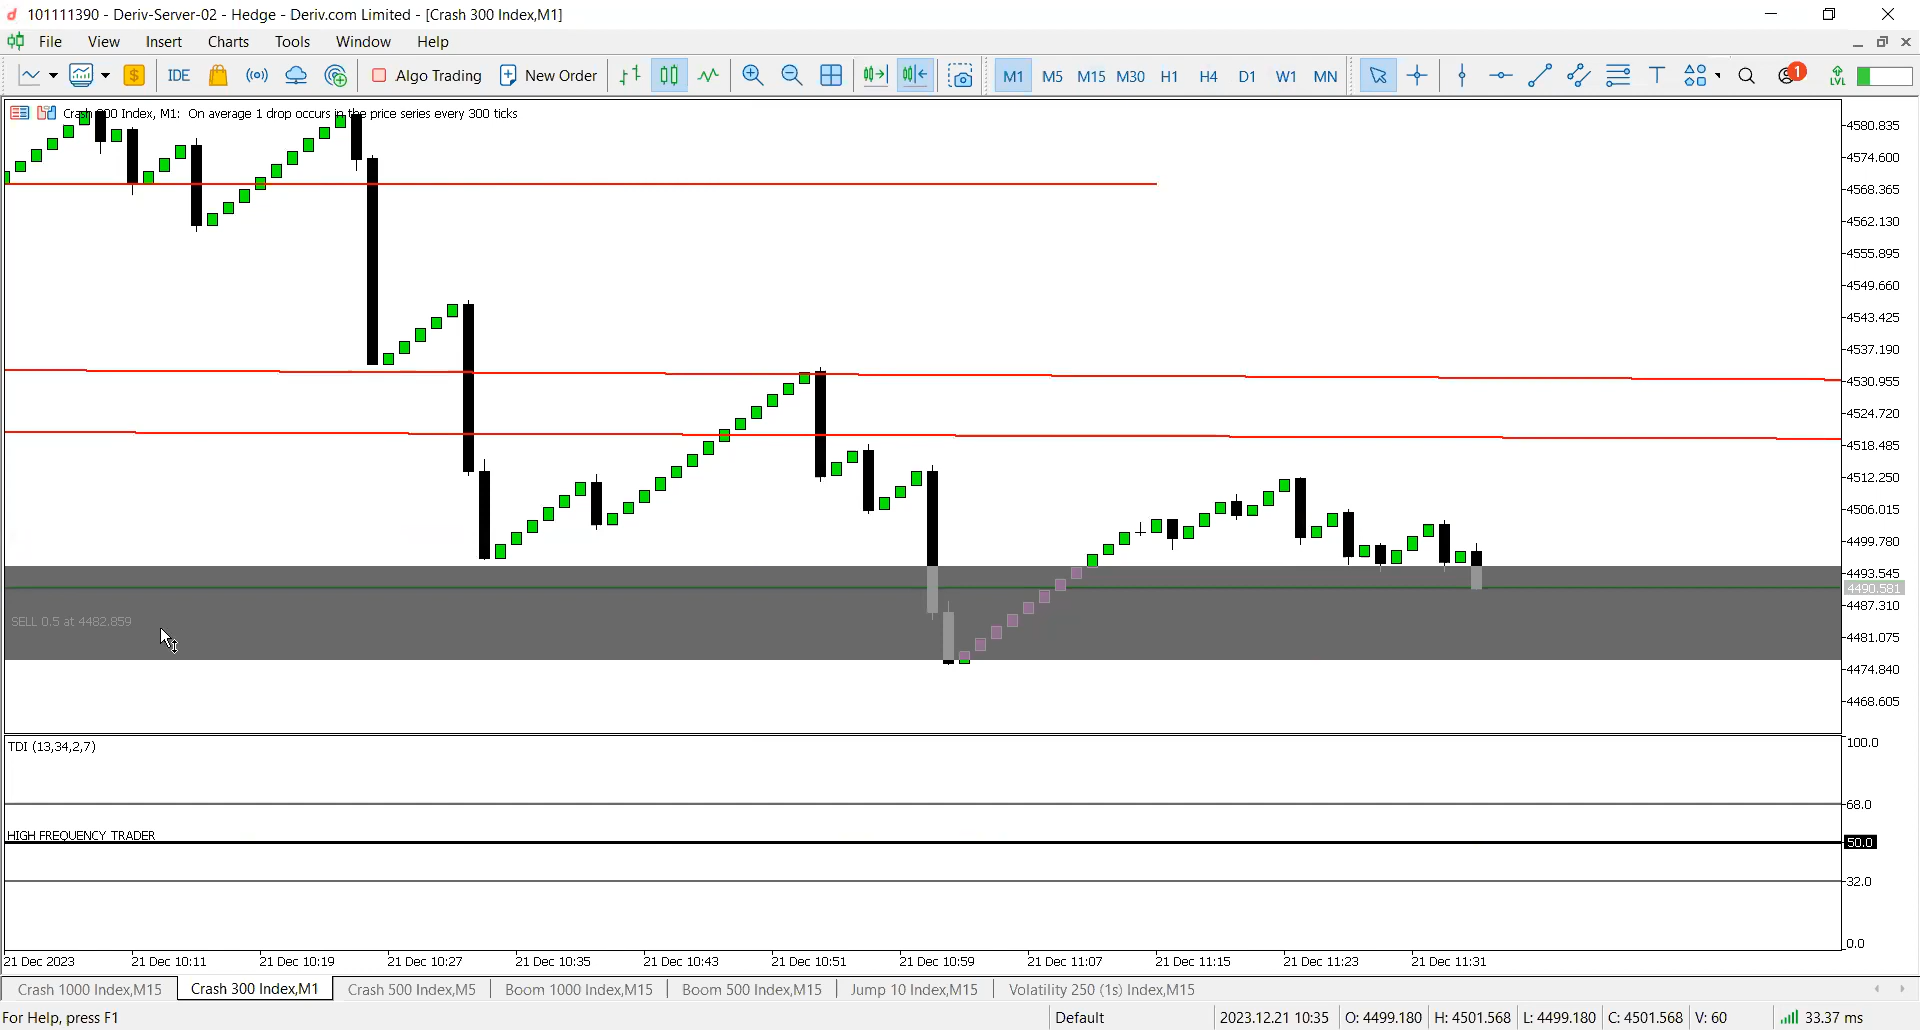 101111390 - Deriv-Server-02 - Hedge - Deriv.com Limited - [Crash 300 Index,M1]
File View Insert Charts Tools Window Help
$ IDE Algo Trading New Order M1 M5 M15 M30 H1 H4 D1 W1 MN T 1 LVL
Crash 300 Index, M1: On average 1 drop occurs in the price series every 300 ticks
4580.835
4574.600
4568.365
4562.130
4555.895
4549.660
4543.425
4537.190
4530.955
4524.720
4518.485
4512.250
4506.015
4499.780
4493.545
4490.581
4487.310
SELL 0.5 at 4482.859
4481.075
4474.840
4468.605
TDI (13,34,2,7)
100.0
68.0
HIGH FREQUENCY TRADER
50.0
32.0
0.0
21 Dec 2023 21 Dec 10:11 21 Dec 10:19 21 Dec 10:27 21 Dec 10:35 21 Dec 10:43 21 Dec 10:51 21 Dec 10:59 21 Dec 11:07 21 Dec 11:15 21 Dec 11:23 21 Dec 11:31
Crash 1000 Index,M15 Crash 300 Index,M1 Crash 500 Index,M5 Boom 1000 Index,M15 Boom 500 Index,M15 Jump 10 Index,M15 Volatility 250 (1s) Index,M15
For Help, press F1 Default 2023.12.21 10:35 O: 4499.180 H: 4501.568 L: 4499.180 C: 4501.568 V: 60 33.37 ms